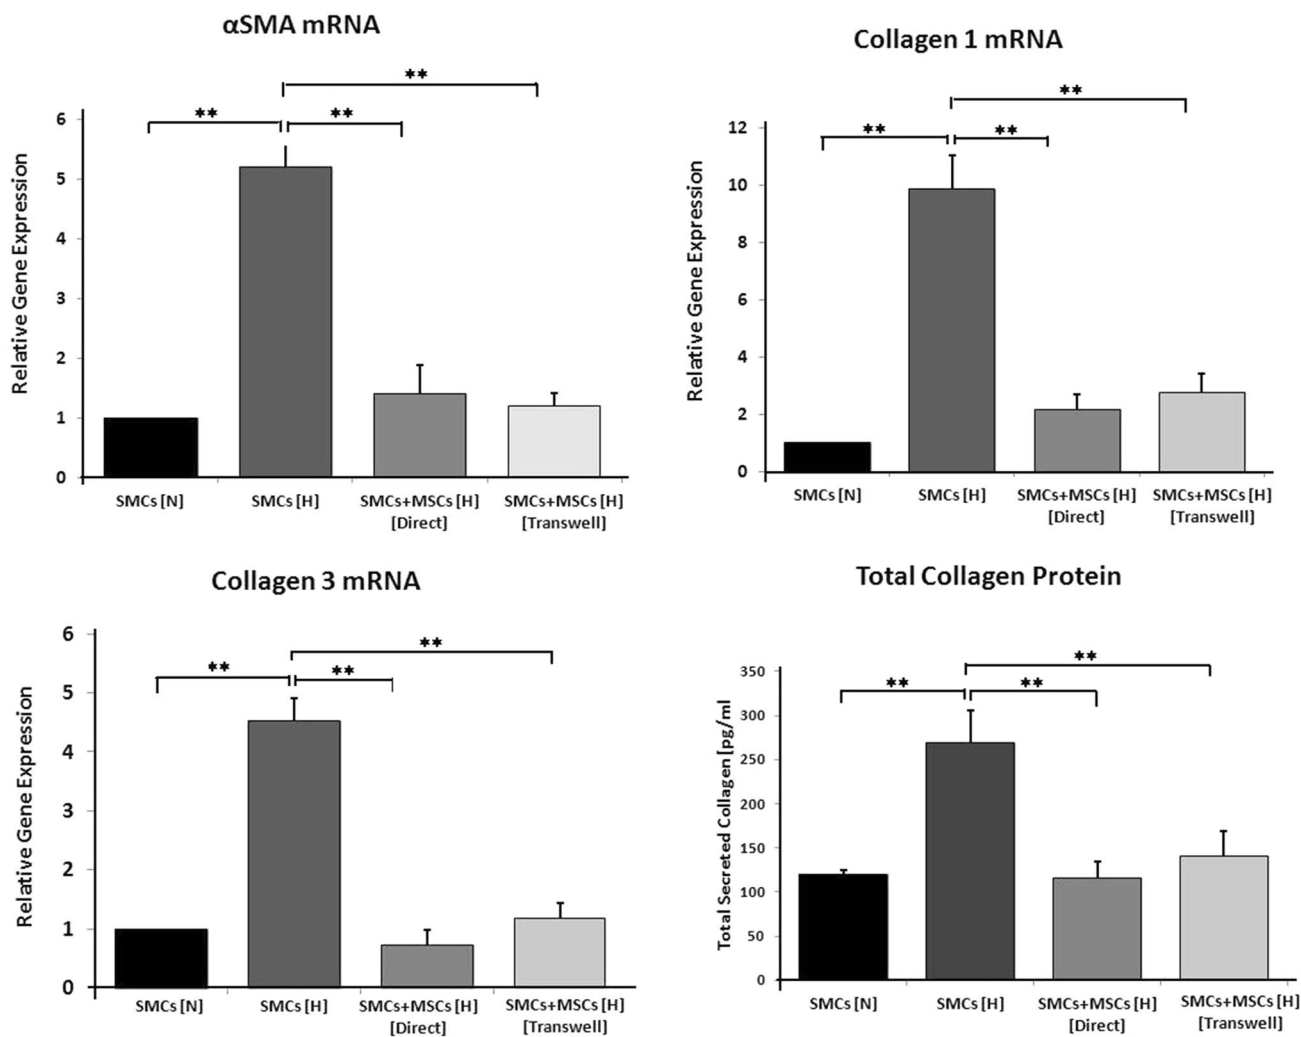 αSMA mRNA
**
** **
Relative Gene Expression
6
5
4
3
2
1
0
SMCs [N] SMCs [H] SMCs+MSCs [H] SMCs+MSCs [H]
[Direct] [Transwell]
Collagen 1 mRNA
**
** **
Relative Gene Expression
12
10
8
6
4
2
0
SMCs [N] SMCs [H] SMCs+MSCs [H] SMCs+MSCs [H]
[Direct] [Transwell]
Collagen 3 mRNA
**
** **
Relative Gene Expression
6
5
4
3
2
1
0
SMCs [N] SMCs [H] SMCs+MSCs [H] SMCs+MSCs [H]
[Direct] [Transwell]
Total Collagen Protein
**
** **
Total Secreted Collagen [pg/ml
350
300
250
200
150
100
50
0
SMCs [N] SMCs [H] SMCs+MSCs [H] SMCs+MSCs [H]
[Direct] [Transwell]